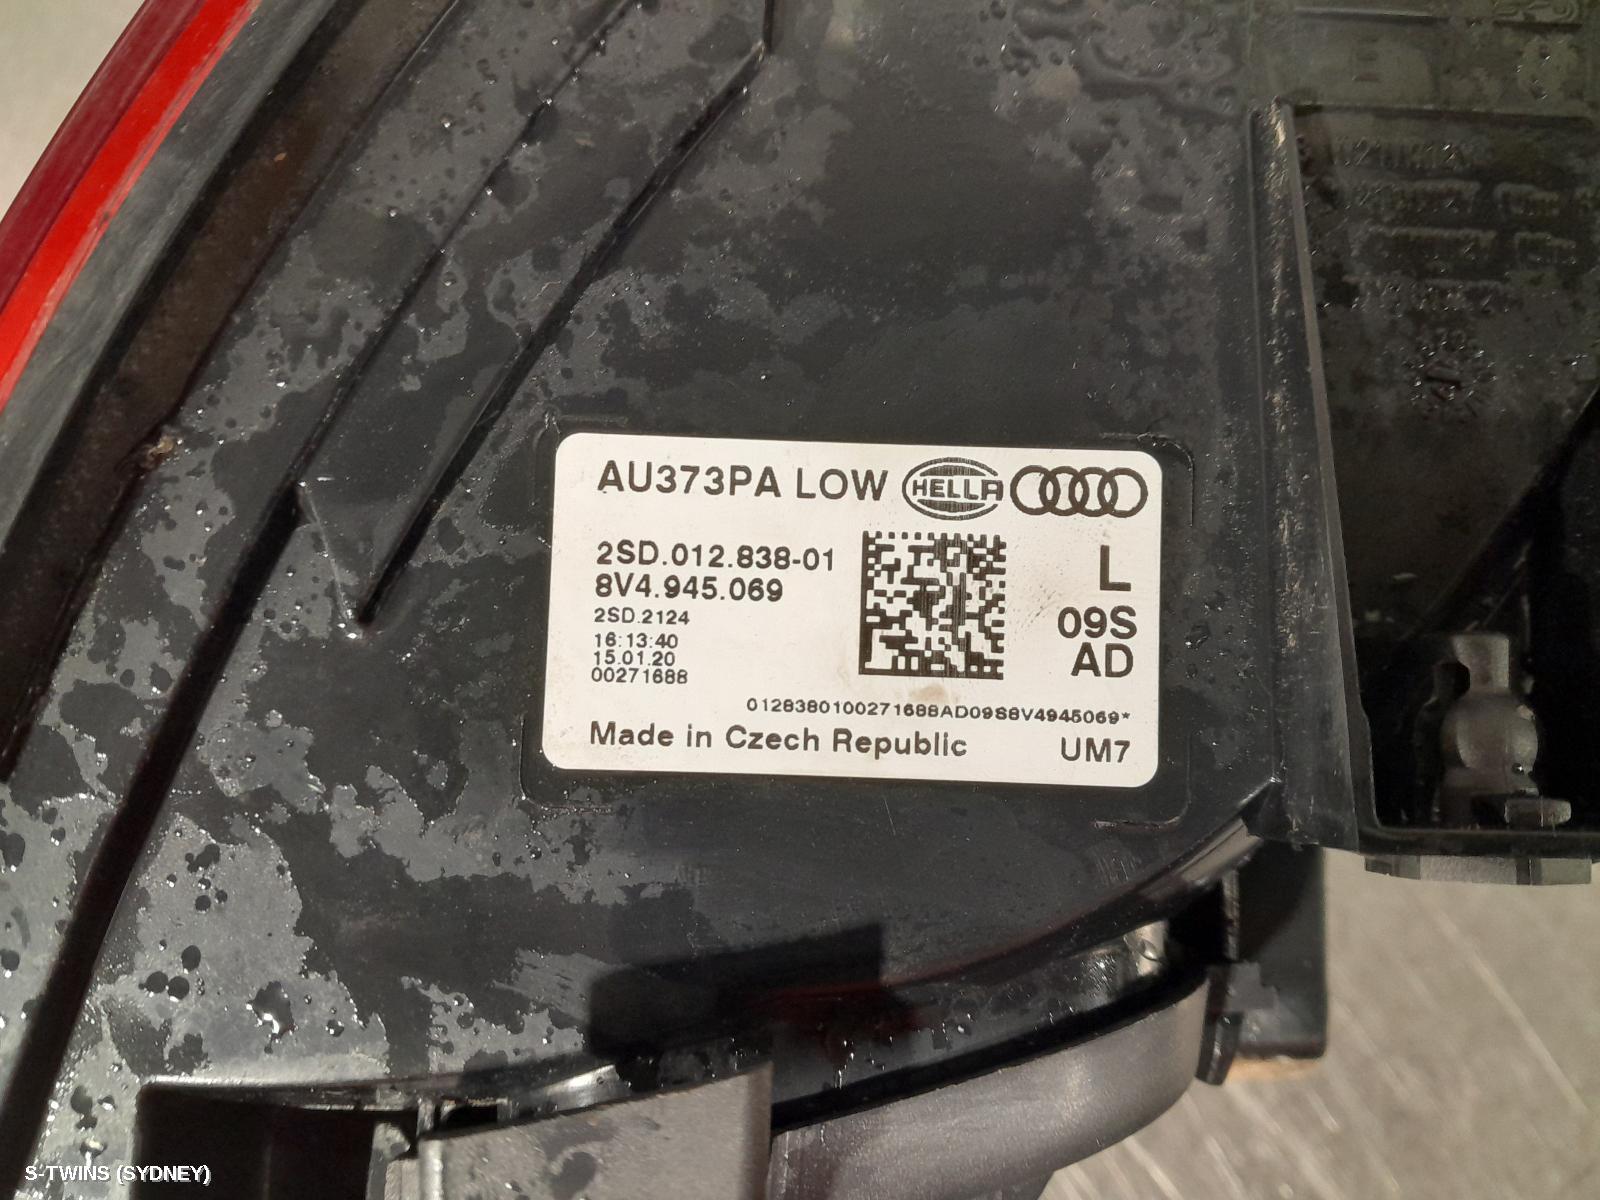 AU373PA LOW HELLA
2SD.012.838-01
8V4.945.069
2SD.2124
16:13:40
15.01.20
00271688
L
09S
AD
0128380100271688AD09S8V4945069*
Made in Czech Republic UM7
S-TWINS (SYDNEY)